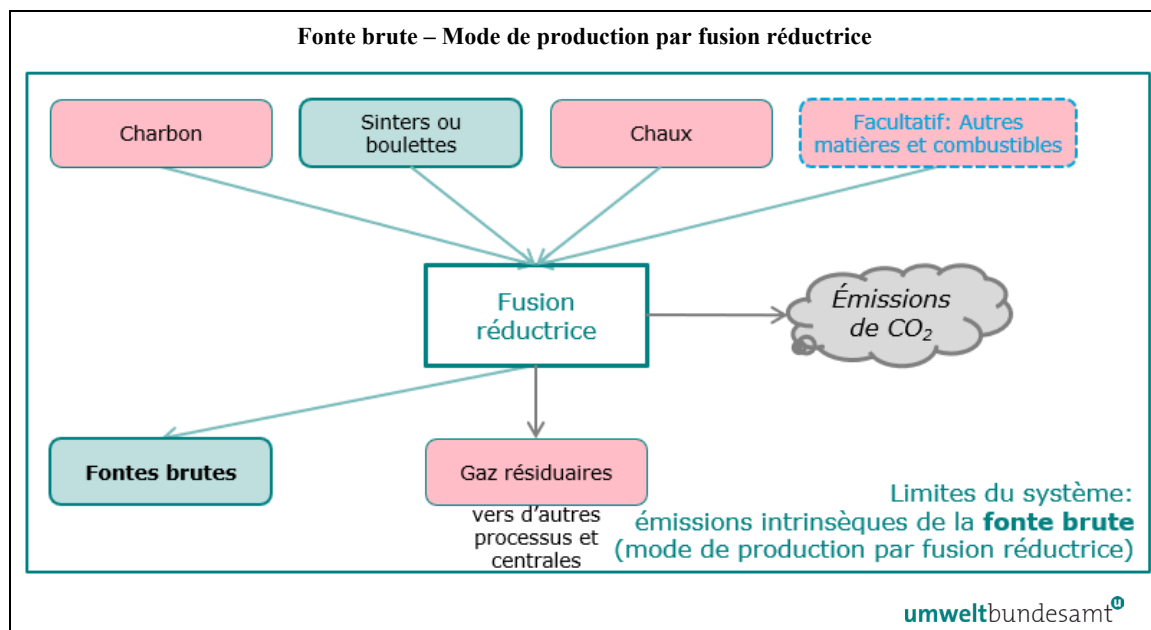 Fonte brute – Mode de production par fusion réductrice
Charbon
Sinters ou
boulettes
Chaux
Facultatif: Autres
matières et combustibles
Fusion
réductrice
Émissions
de CO₂
Fontes brutes
Gaz résiduaires
vers d'autres
processus et
centrales
Limites du système:
émissions intrinsèques de la fonte brute
(mode de production par fusion réductrice)
umweltbundesamt
u